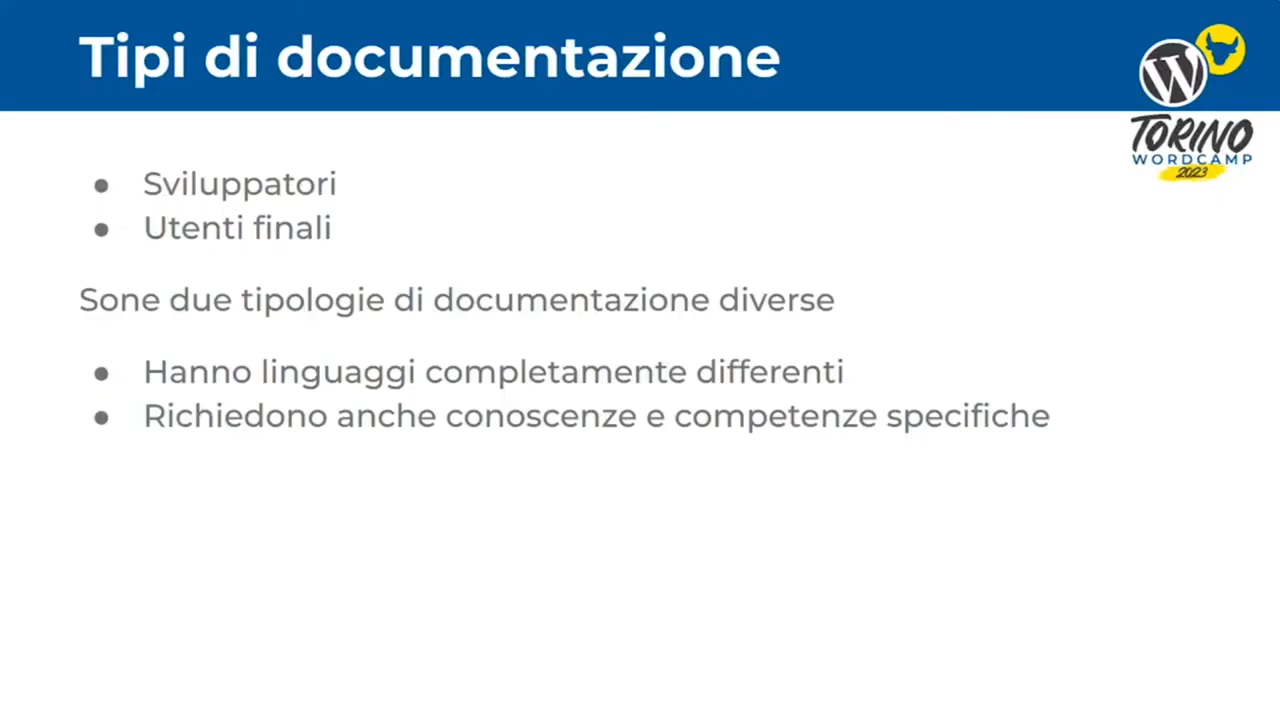 Tipi di documentazione
TORINO
WORDCAMP
2023
● Sviluppatori
● Utenti finali
Sone due tipologie di documentazione diverse
● Hanno linguaggi completamente differenti
● Richiedono anche conoscenze e competenze specifiche